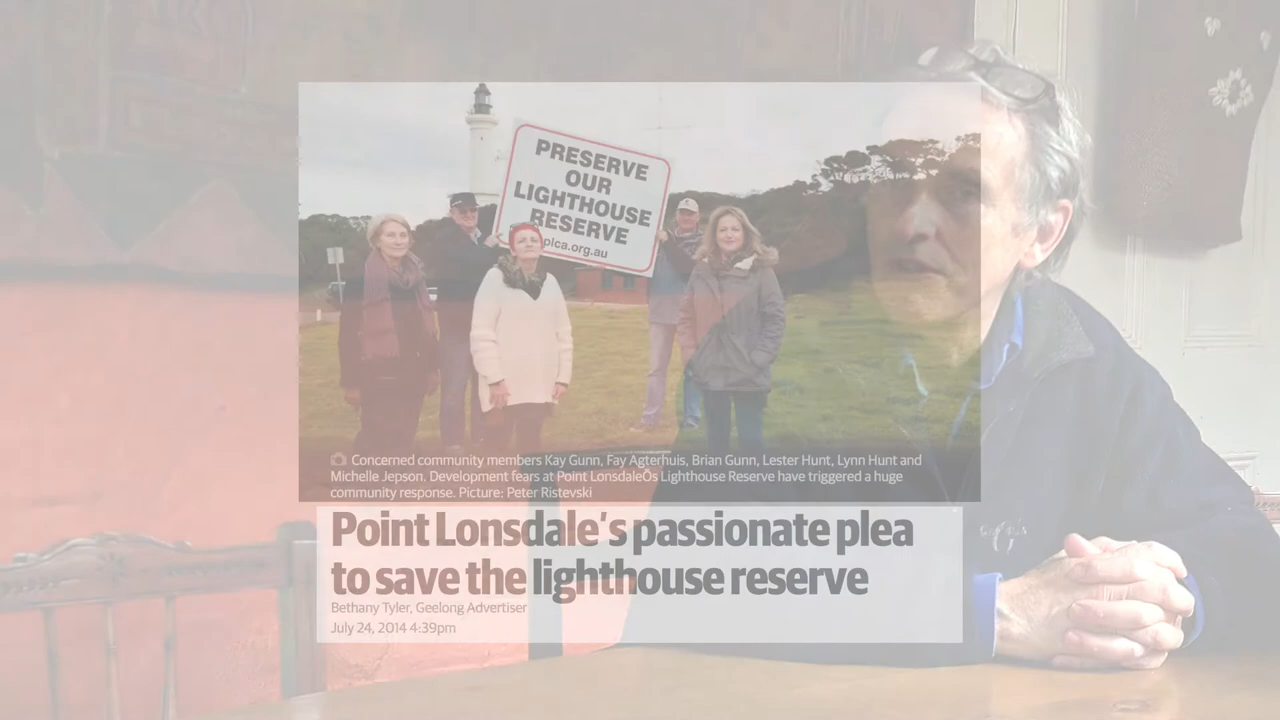 PRESERVE
OUR
LIGHTHOUSE
RESERVE
plca.org.au
Concerned community members Kay Gunn, Fay Agterhuis, Brian Gunn, Lester Hunt, Lynn Hunt and
Michelle Jepson. Development fears at Point LonsdaleÕs Lighthouse Reserve have triggered a huge
community response. Picture: Peter Ristevski
Point Lonsdale's passionate plea
to save the lighthouse reserve
Bethany Tyler, Geelong Advertiser
July 24, 2014 4:39pm